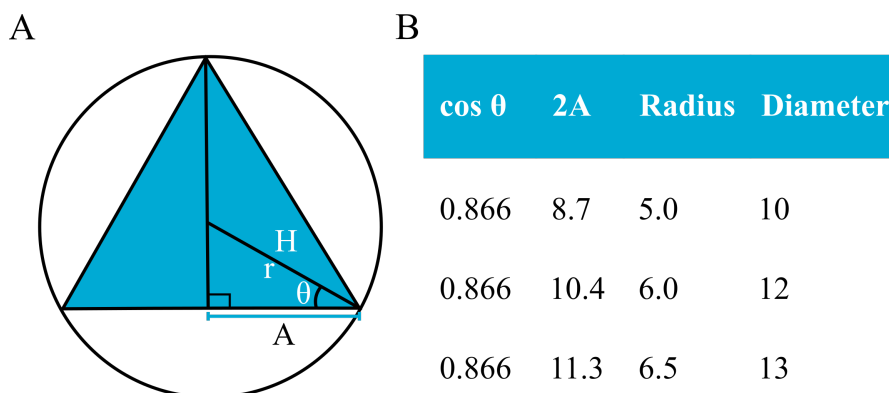 A
H
r
θ
A
B
cos θ 2A Radius Diameter
0.866 8.7 5.0 10
0.866 10.4 6.0 12
0.866 11.3 6.5 13